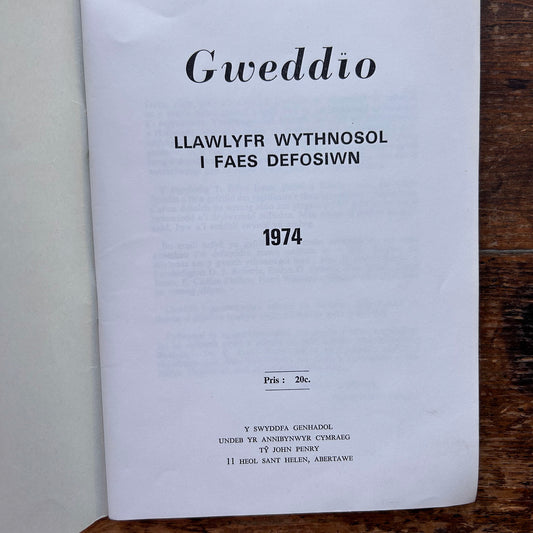 Gweddïo
LLAWLYFR WYTHNOSOL
I FAES DEFOSIWN
1974
Pris : 20c.
Y SWYDDFA GENHADOL
UNDEB YR ANNIBYNWYR CYMRAEG
TŶ JOHN PENRY
11 HEOL SANT HELEN, ABERTAWE